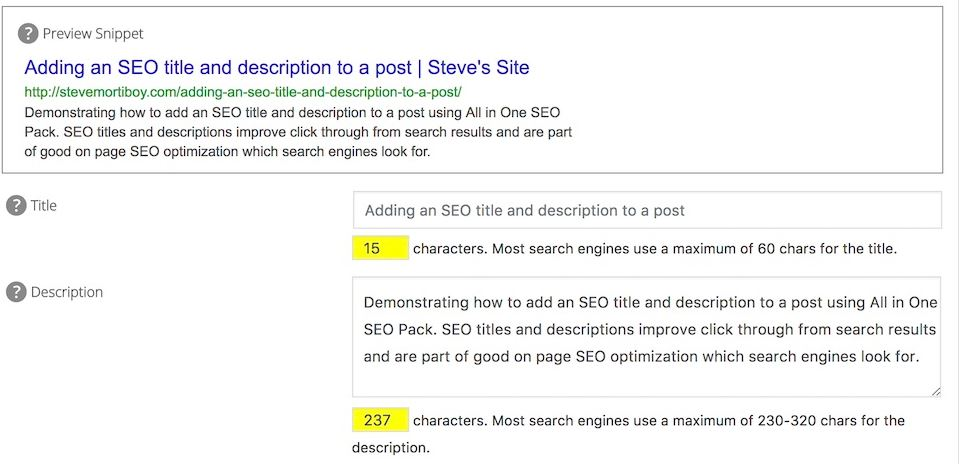 ? Preview Snippet
Adding an SEO title and description to a post | Steve's Site
http://stevemortiboy.com/adding-an-seo-title-and-description-to-a-post/
Demonstrating how to add an SEO title and description to a post using All in One SEO
Pack. SEO titles and descriptions improve click through from search results and are part
of good on page SEO optimization which search engines look for.
? Title
Adding an SEO title and description to a post
15 characters. Most search engines use a maximum of 60 chars for the title.
? Description
Demonstrating how to add an SEO title and description to a post using All in One
SEO Pack. SEO titles and descriptions improve click through from search results
and are part of good on page SEO optimization which search engines look for.
237 characters. Most search engines use a maximum of 230-320 chars for the
description.